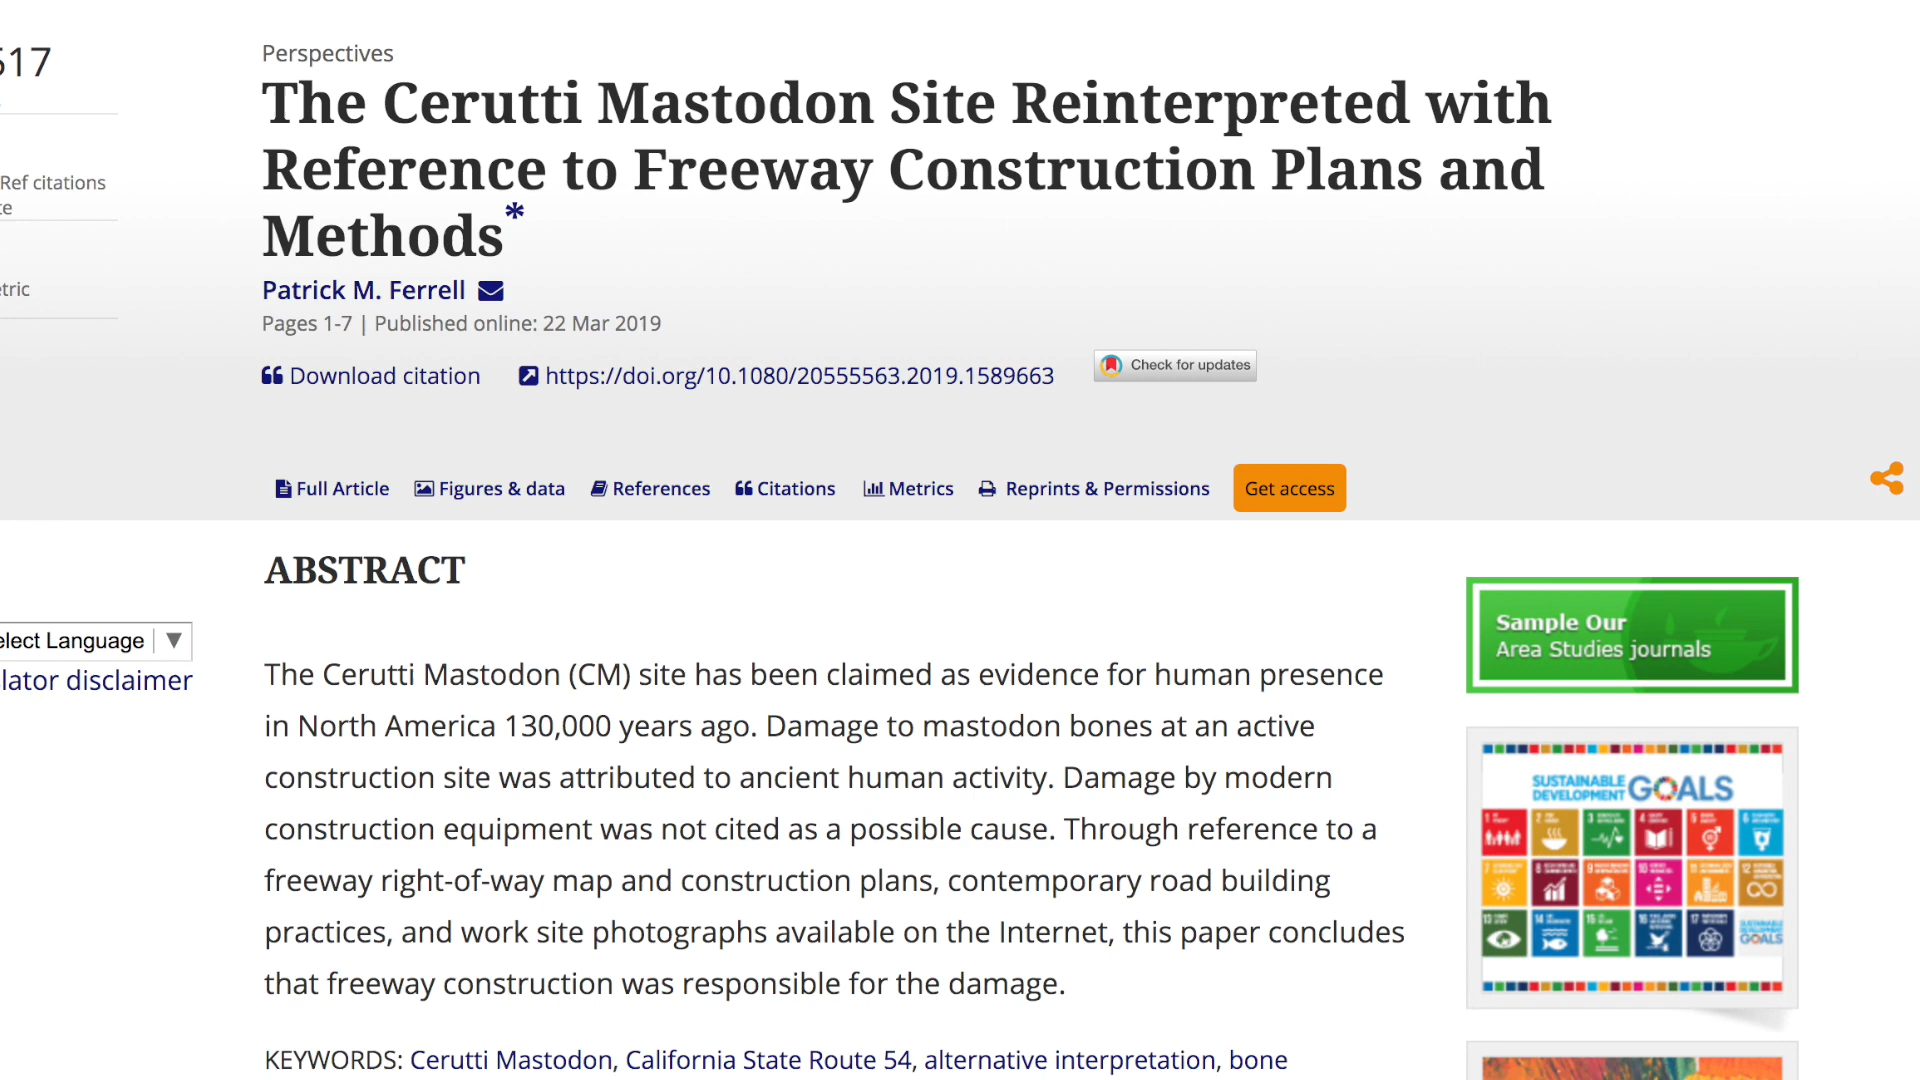 517
Ref citations
tric
elect Language ▼
lator disclaimer
Perspectives
The Cerutti Mastodon Site Reinterpreted with
Reference to Freeway Construction Plans and
Methods*
Patrick M. Ferrell
Pages 1-7 | Published online: 22 Mar 2019
Download citation https://doi.org/10.1080/20555563.2019.1589663 Check for updates
Full Article Figures & data References Citations Metrics Reprints & Permissions Get access
ABSTRACT
The Cerutti Mastodon (CM) site has been claimed as evidence for human presence
in North America 130,000 years ago. Damage to mastodon bones at an active
construction site was attributed to ancient human activity. Damage by modern
construction equipment was not cited as a possible cause. Through reference to a
freeway right-of-way map and construction plans, contemporary road building
practices, and work site photographs available on the Internet, this paper concludes
that freeway construction was responsible for the damage.
KEYWORDS: Cerutti Mastodon, California State Route 54, alternative interpretation, bone
Sample Our
Area Studies journals
SUSTAINABLE
DEVELOPMENT GOALS